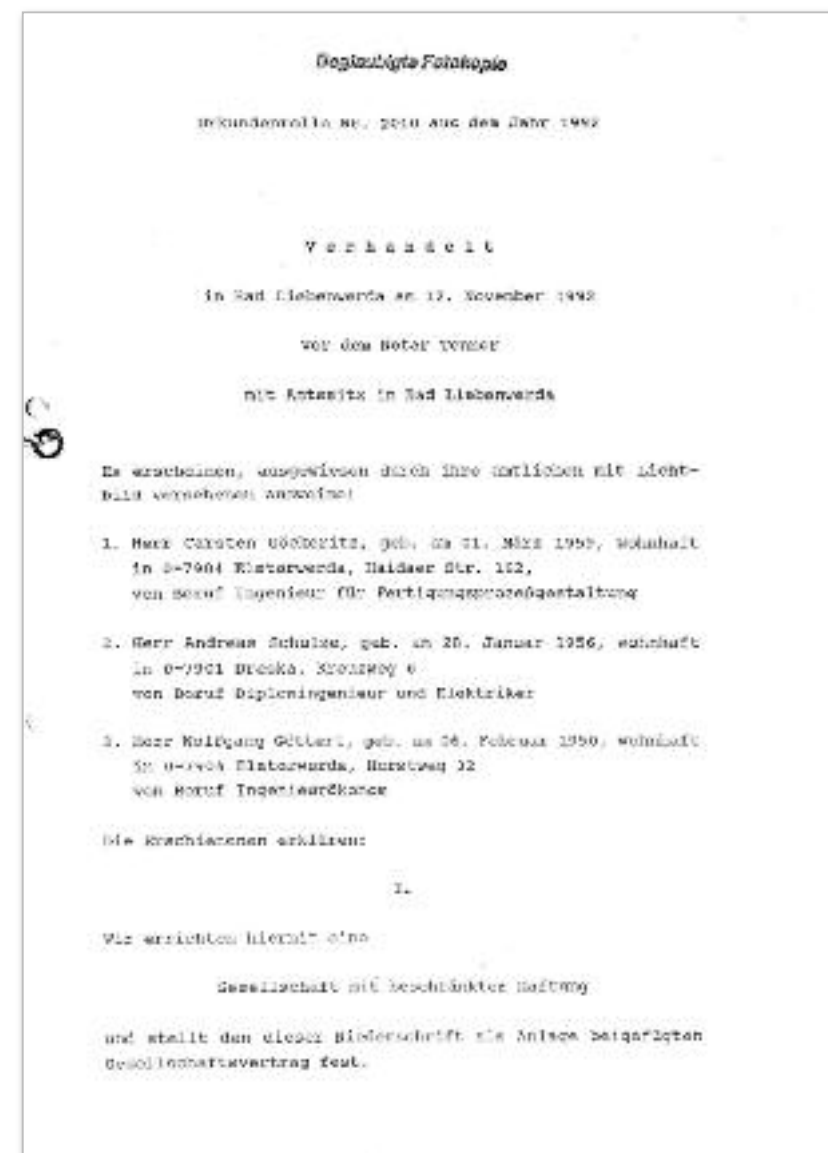 Beglaubigte Fotokopie
Urkundenrolle Nr. 2010 aus dem Jahr 1992
V e r h a n d e l t
in Bad Liebenwerda am 12. November 1992
vor dem Notar
mit Amtssitz in Bad Liebenwerda
Es erscheinen, ausgewiesen durch ihre amtlichen mit Licht-
bild versehenen Ausweise:
1. Herr Carsten Göckeritz, geb. am 01. März 1959, wohnhaft
in O-7904 Elsterwerda, Haidaer Str.
von Beruf Ingenieur für Fertigungsprozeßgestaltung
2. Herr Andreas Schulze, geb. am 20. Januar 1956, wohnhaft
in O-7901 Dreska, Kreuzweg 6
von Beruf Diplomingenieur und Elektriker
3. Herr Wolfgang Göttert, geb. am 06. Februar 1950, wohnhaft
in O-7904 Elsterwerda, Horstweg 32
von Beruf
Die Erschienenen erklären:
I.
Wir errichten hiermit eine
Gesellschaft mit beschränkter Haftung
und stellt den dieser Niederschrift als Anlage beigefügten
Gesellschaftsvertrag fest.